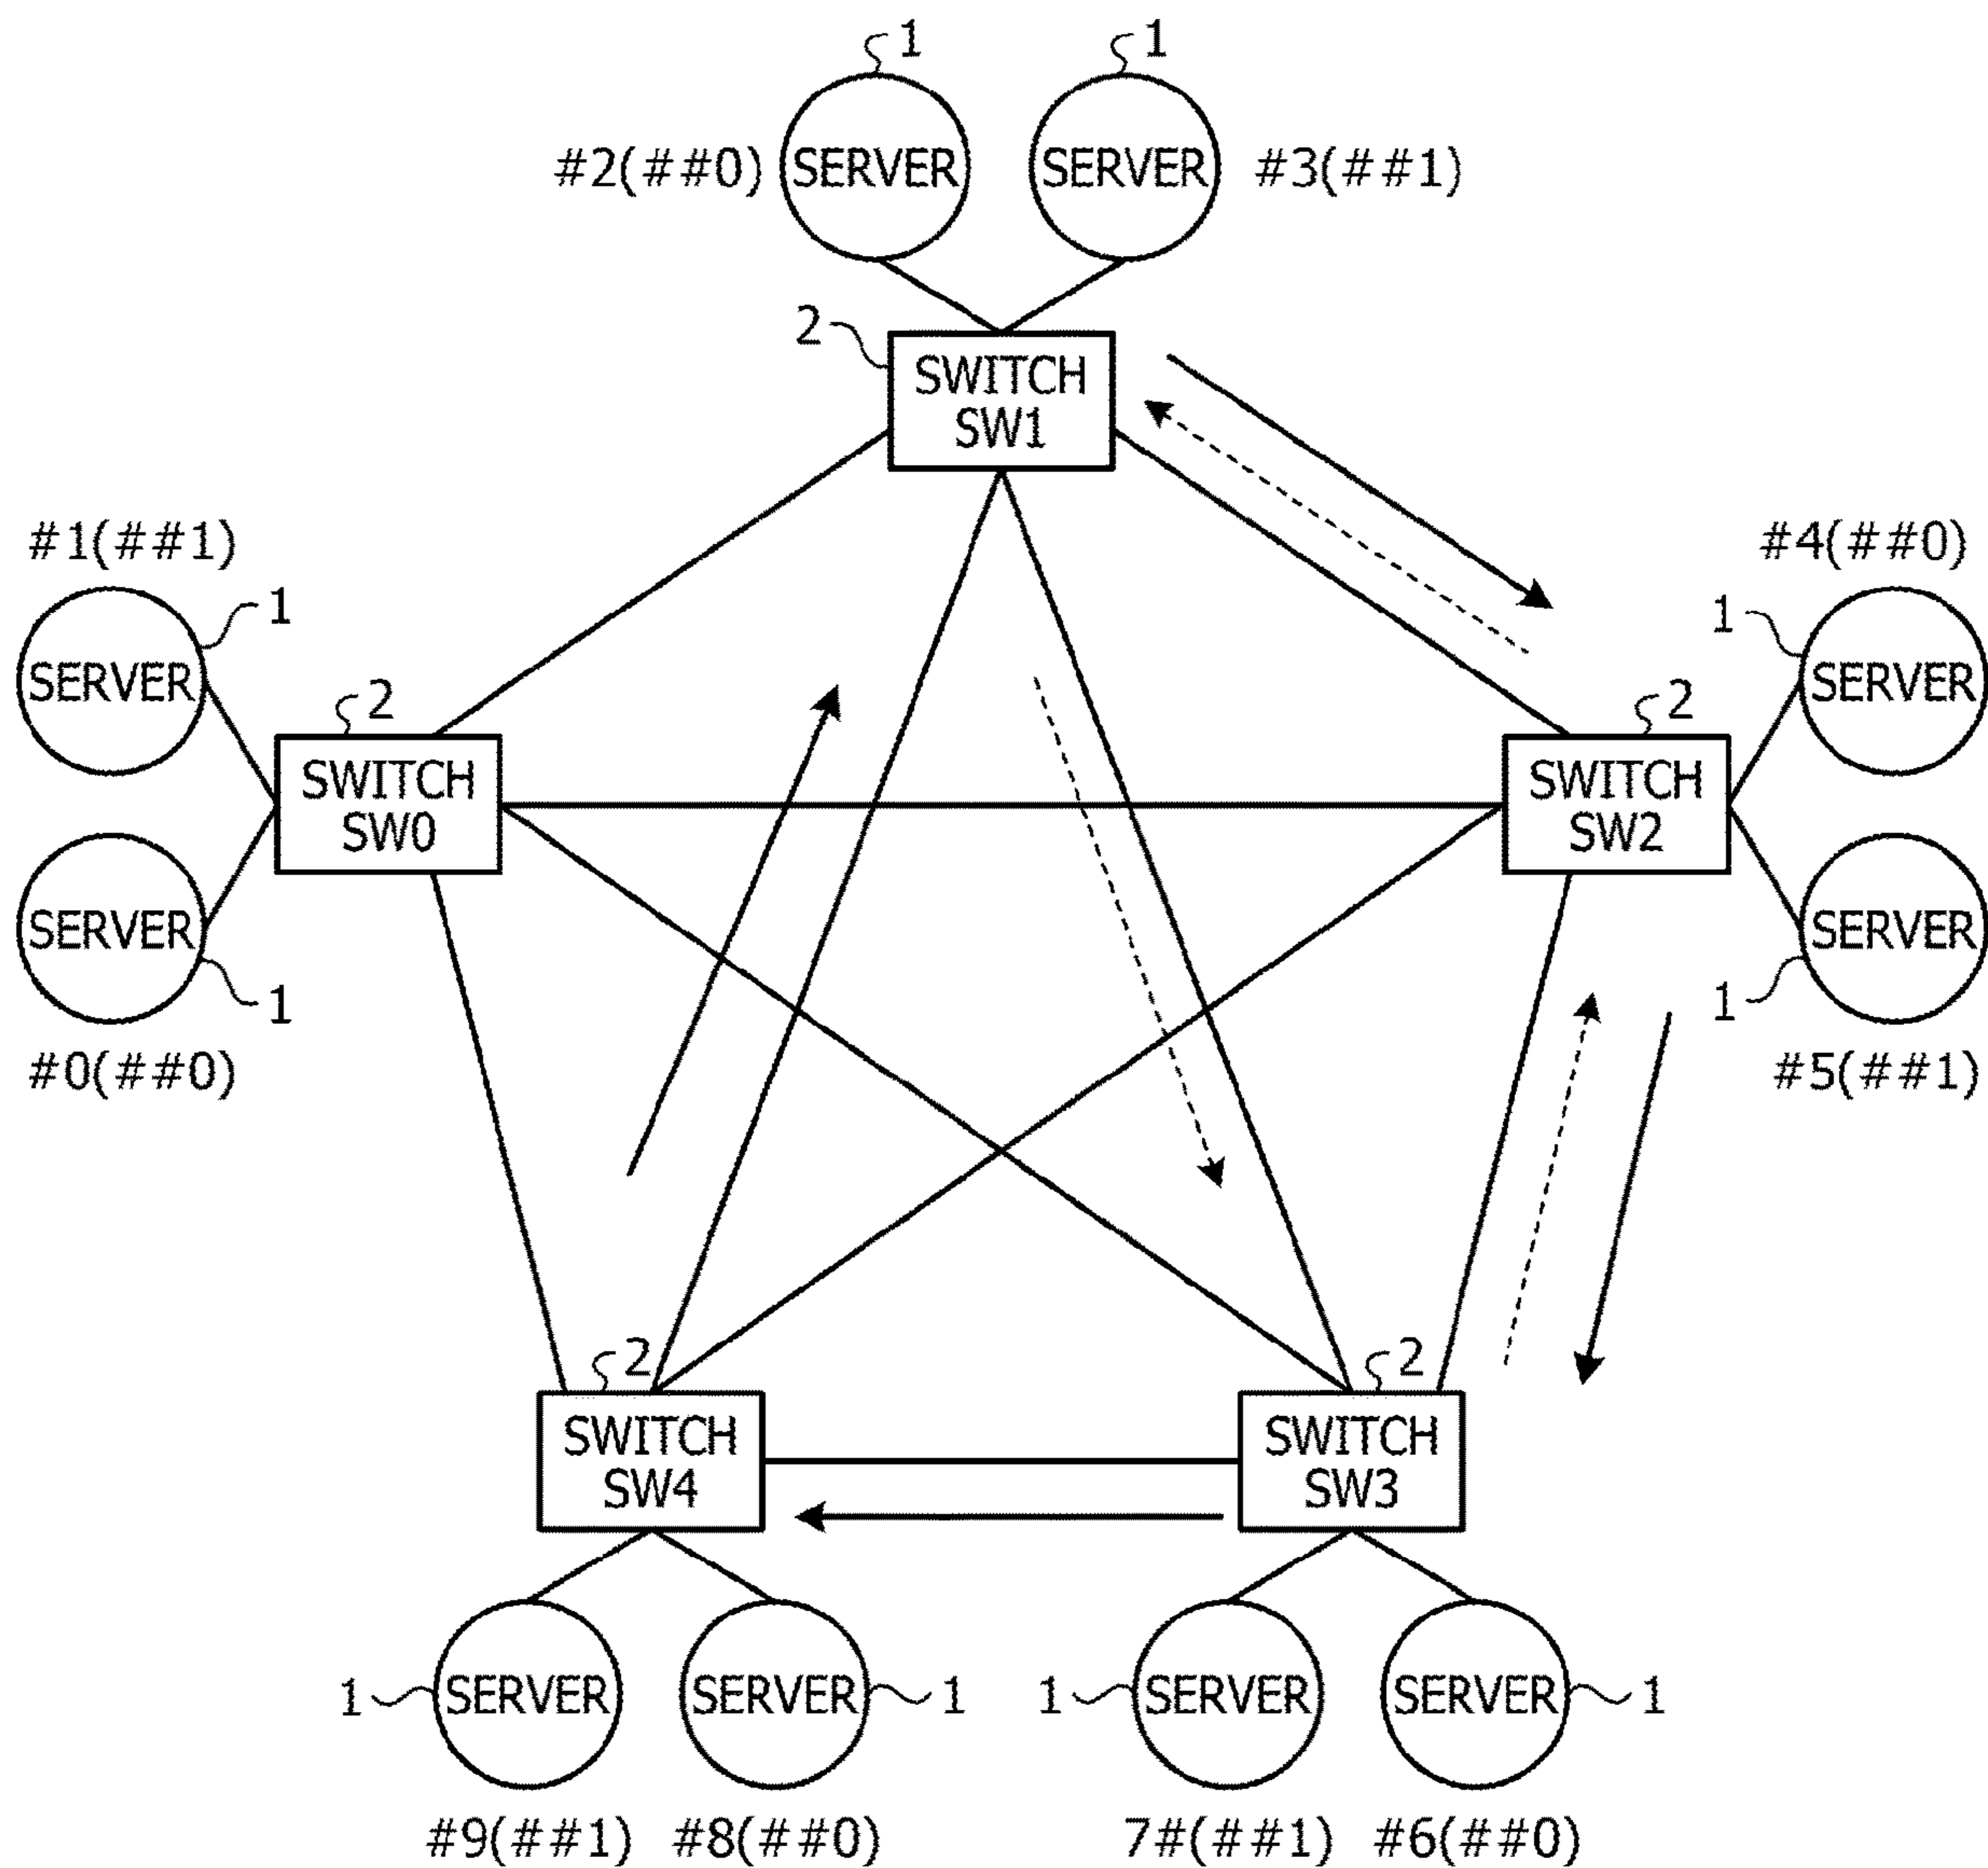 1
1
#2(##0)
SERVER
SERVER
#3(##1)
2
SWITCH
SW1
#1(##1)
1
SERVER
2
SWITCH
SW0
SERVER
1
#0(##0)
#4(##0)
1
SERVER
2
SWITCH
SW2
SERVER
1
#5(##1)
2
SWITCH
SW4
2
SWITCH
SW3
1
SERVER
SERVER
1
1
SERVER
SERVER
1
#9(##1)
#8(##0)
7#(##1)
#6(##0)